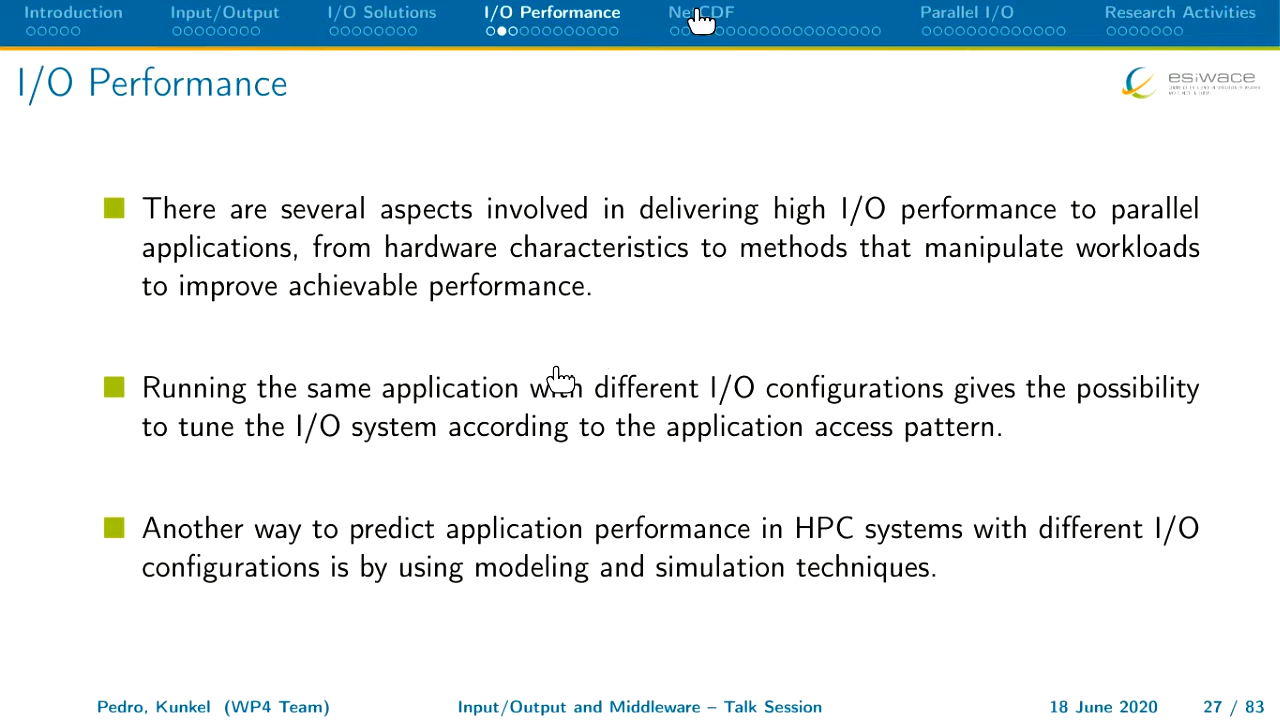 Introduction
Input/Output
I/O Solutions
I/O Performance
NetCDF
Parallel I/O
Research Activities
I/O Performance
esiwace
There are several aspects involved in delivering high I/O performance to parallel
applications, from hardware characteristics to methods that manipulate workloads
to improve achievable performance.
Running the same application with different I/O configurations gives the possibility
to tune the I/O system according to the application access pattern.
Another way to predict application performance in HPC systems with different I/O
configurations is by using modeling and simulation techniques.
Pedro, Kunkel (WP4 Team)
Input/Output and Middleware – Talk Session
18 June 2020
27 / 83